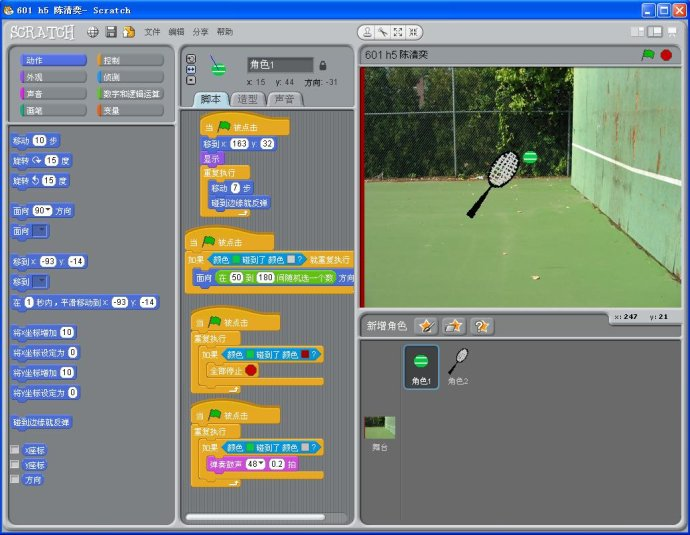 601 h5 陈清奕- Scratch
SCRATCH
文件 编辑 分享 帮助
动作 控制
外观 侦测
声音 数字和逻辑运算
画笔 变量
移动 10 步
旋转 15 度
旋转 15 度
面向 90 方向
面向
移到 x: -93 y: -14
移到
在 1 秒内，平滑移动到 x: -93 y: -14
将x坐标增加 10
将x坐标设定为 0
将y坐标增加 10
将y坐标设定为 0
碰到边缘就反弹
x座标
y座标
方向
角色1
x: 15 y: 44 方向: -31
脚本 造型 声音
当 被点击
移到 x: 163 y: 32
显示
重复执行
移动 7 步
碰到边缘就反弹
当 被点击
如果 颜色 碰到了 颜色 ? 就重复执行
面向 在 50 到 180 间随机选一个数 方向
当 被点击
重复执行
如果 颜色 碰到了 颜色 ?
全部停止
当 被点击
重复执行
如果 颜色 碰到了 颜色 ?
弹奏鼓声 48 0.2 拍
601 h5 陈清奕
x: 247 y: 21
新增角色
角色1
角色2
舞台